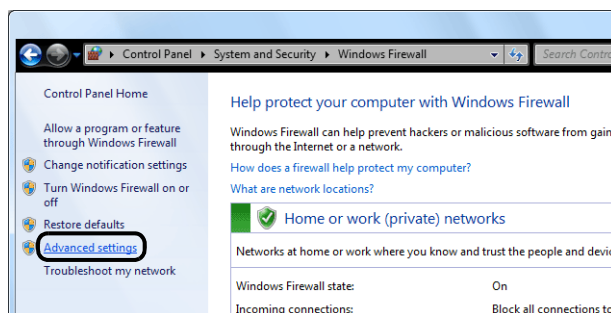 Control Panel System and Security Windows Firewall Search Contro
Control Panel Home
Allow a program or feature
through Windows Firewall
Change notification settings
Turn Windows Firewall on or
off
Restore defaults
Advanced settings
Troubleshoot my network
Help protect your computer with Windows Firewall
Windows Firewall can help prevent hackers or malicious software from gain
through the Internet or a network.
How does a firewall help protect my computer?
What are network locations?
Home or work (private) networks
Networks at home or work where you know and trust the people and devic
Windows Firewall state: On
Incoming connections: Block all connections to